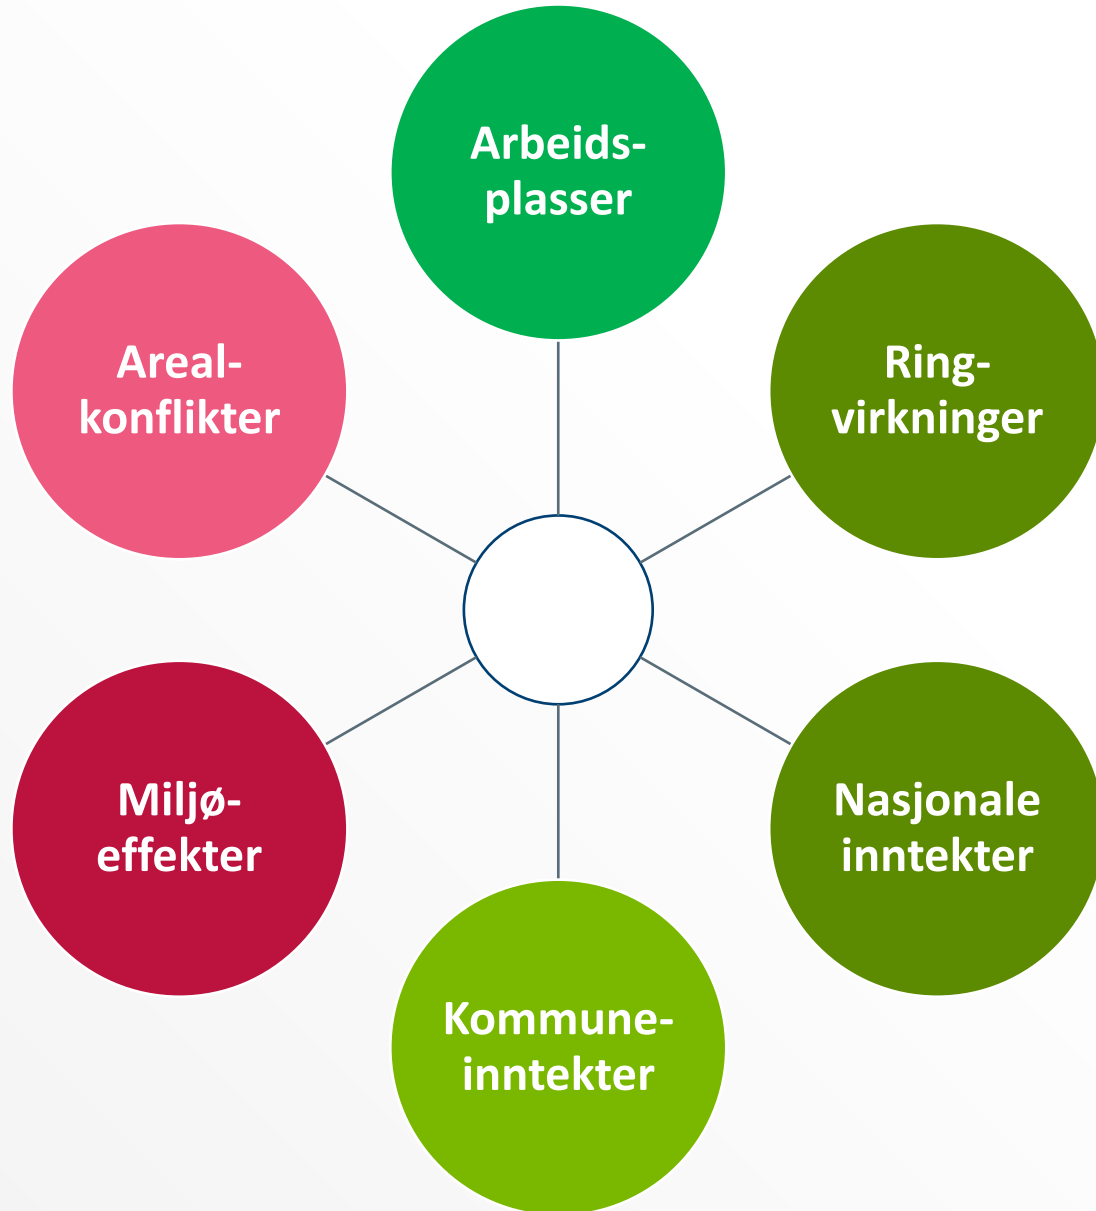 Arbeids-
plasser
Ring-
virkninger
Nasjonale
inntekter
Kommune-
inntekter
Miljø-
effekter
Areal-
konflikter